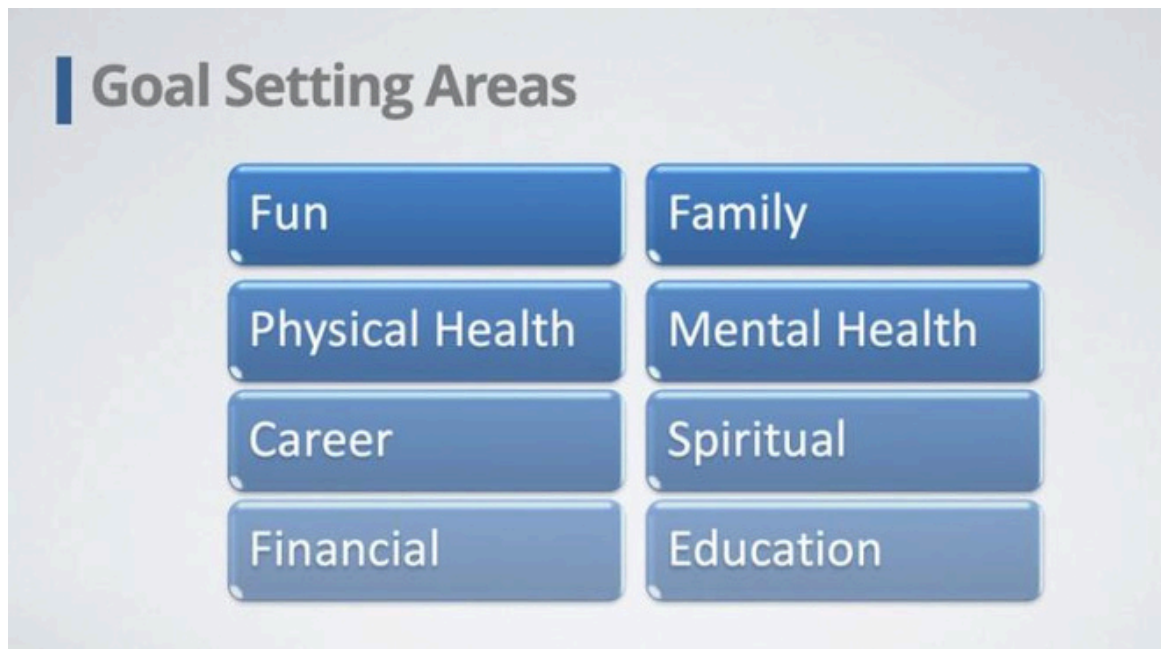 Goal Setting Areas
Fun
Family
Physical Health
Mental Health
Career
Spiritual
Financial
Education